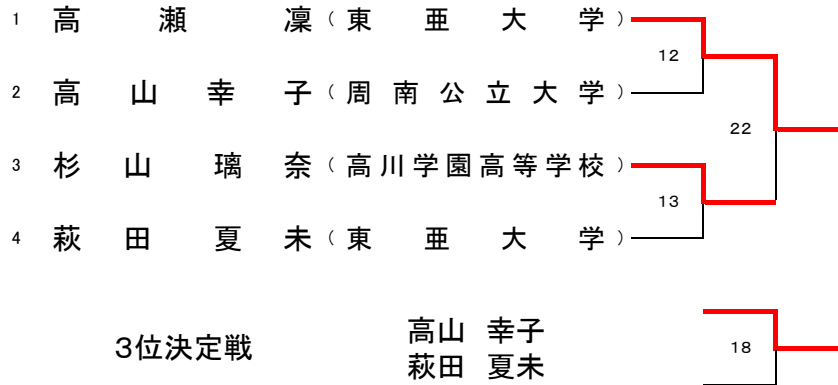 1 高瀬凜（東亜大学）
12
2 高山幸子（周南公立大学）
22
3 杉山璃奈（高川学園高等学校）
13
4 萩田夏未（東亜大学）
3位決定戦
高山 幸子
萩田 夏未
18